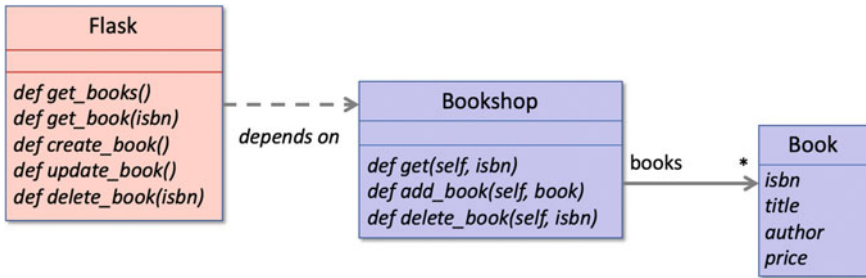 Flask
def get_books()
def get_book(isbn)
def create_book()
def update_book()
def delete_book(isbn)
depends on
Bookshop
def get(self, isbn)
def add_book(self, book)
def delete_book(self, isbn)
books *
Book
isbn
title
author
price